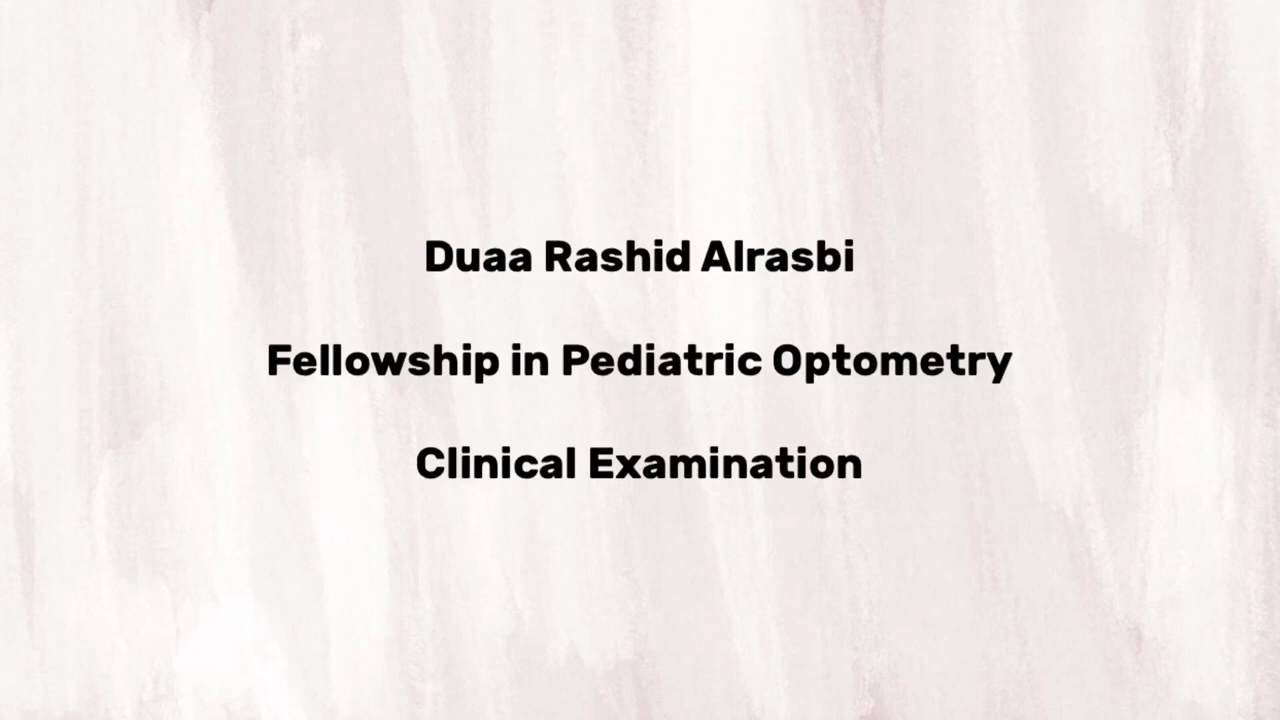 Duaa Rashid Alrasbi
Fellowship in Pediatric Optometry
Clinical Examination